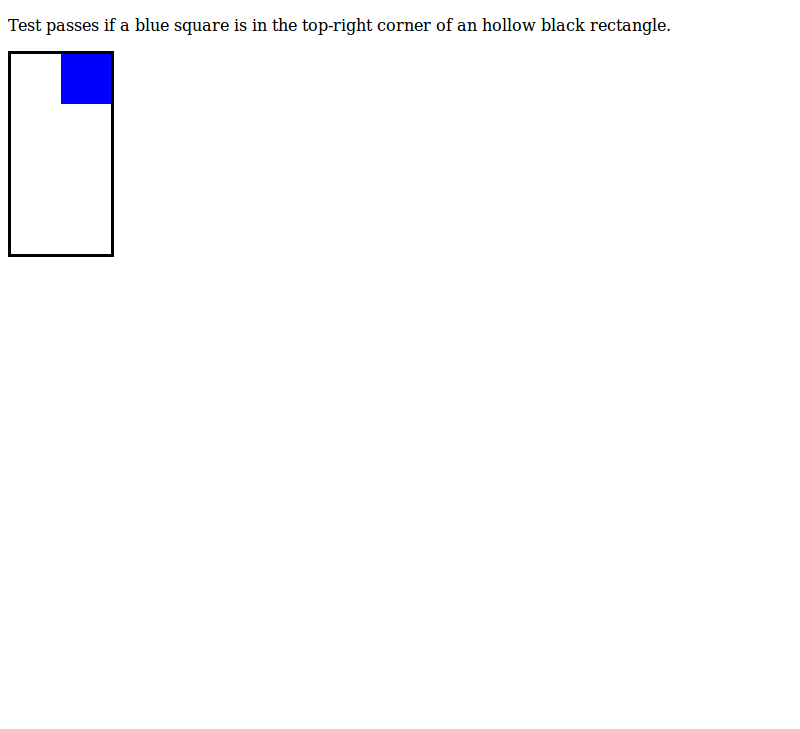 Test passes if a blue square is in the top-right corner of an hollow black rectangle.